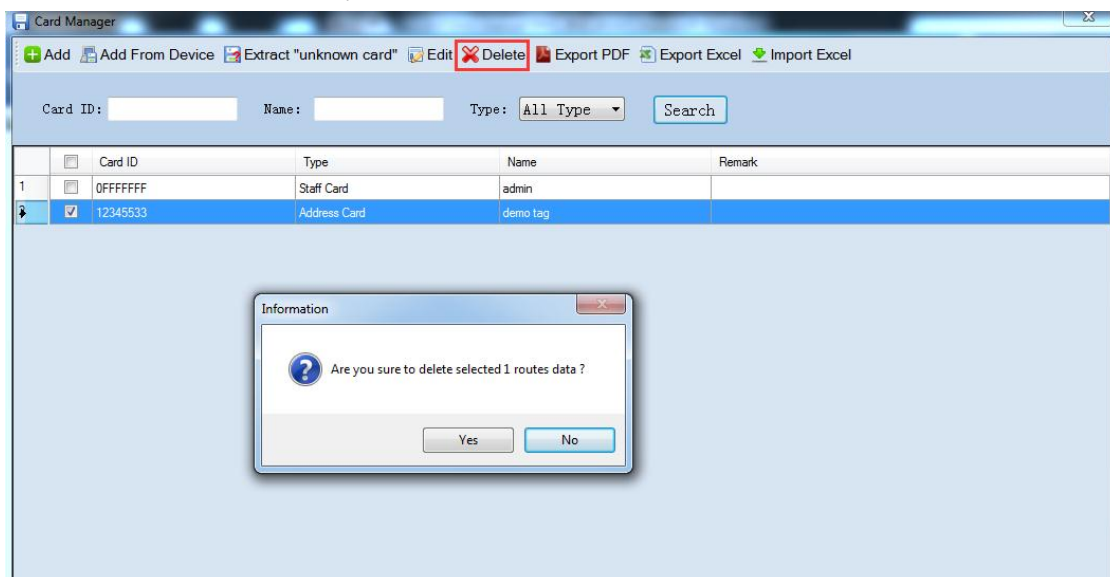 Card Manager
Add Add From Device Extract "unknown card" Edit Delete Export PDF Export Excel Import Excel
Card ID: Name: Type: All Type Search
Card ID Type Name Remark
1 0FFFFFFF Staff Card admin
12345533 Address Card demo tag
Information
Are you sure to delete selected 1 routes data ?
Yes No